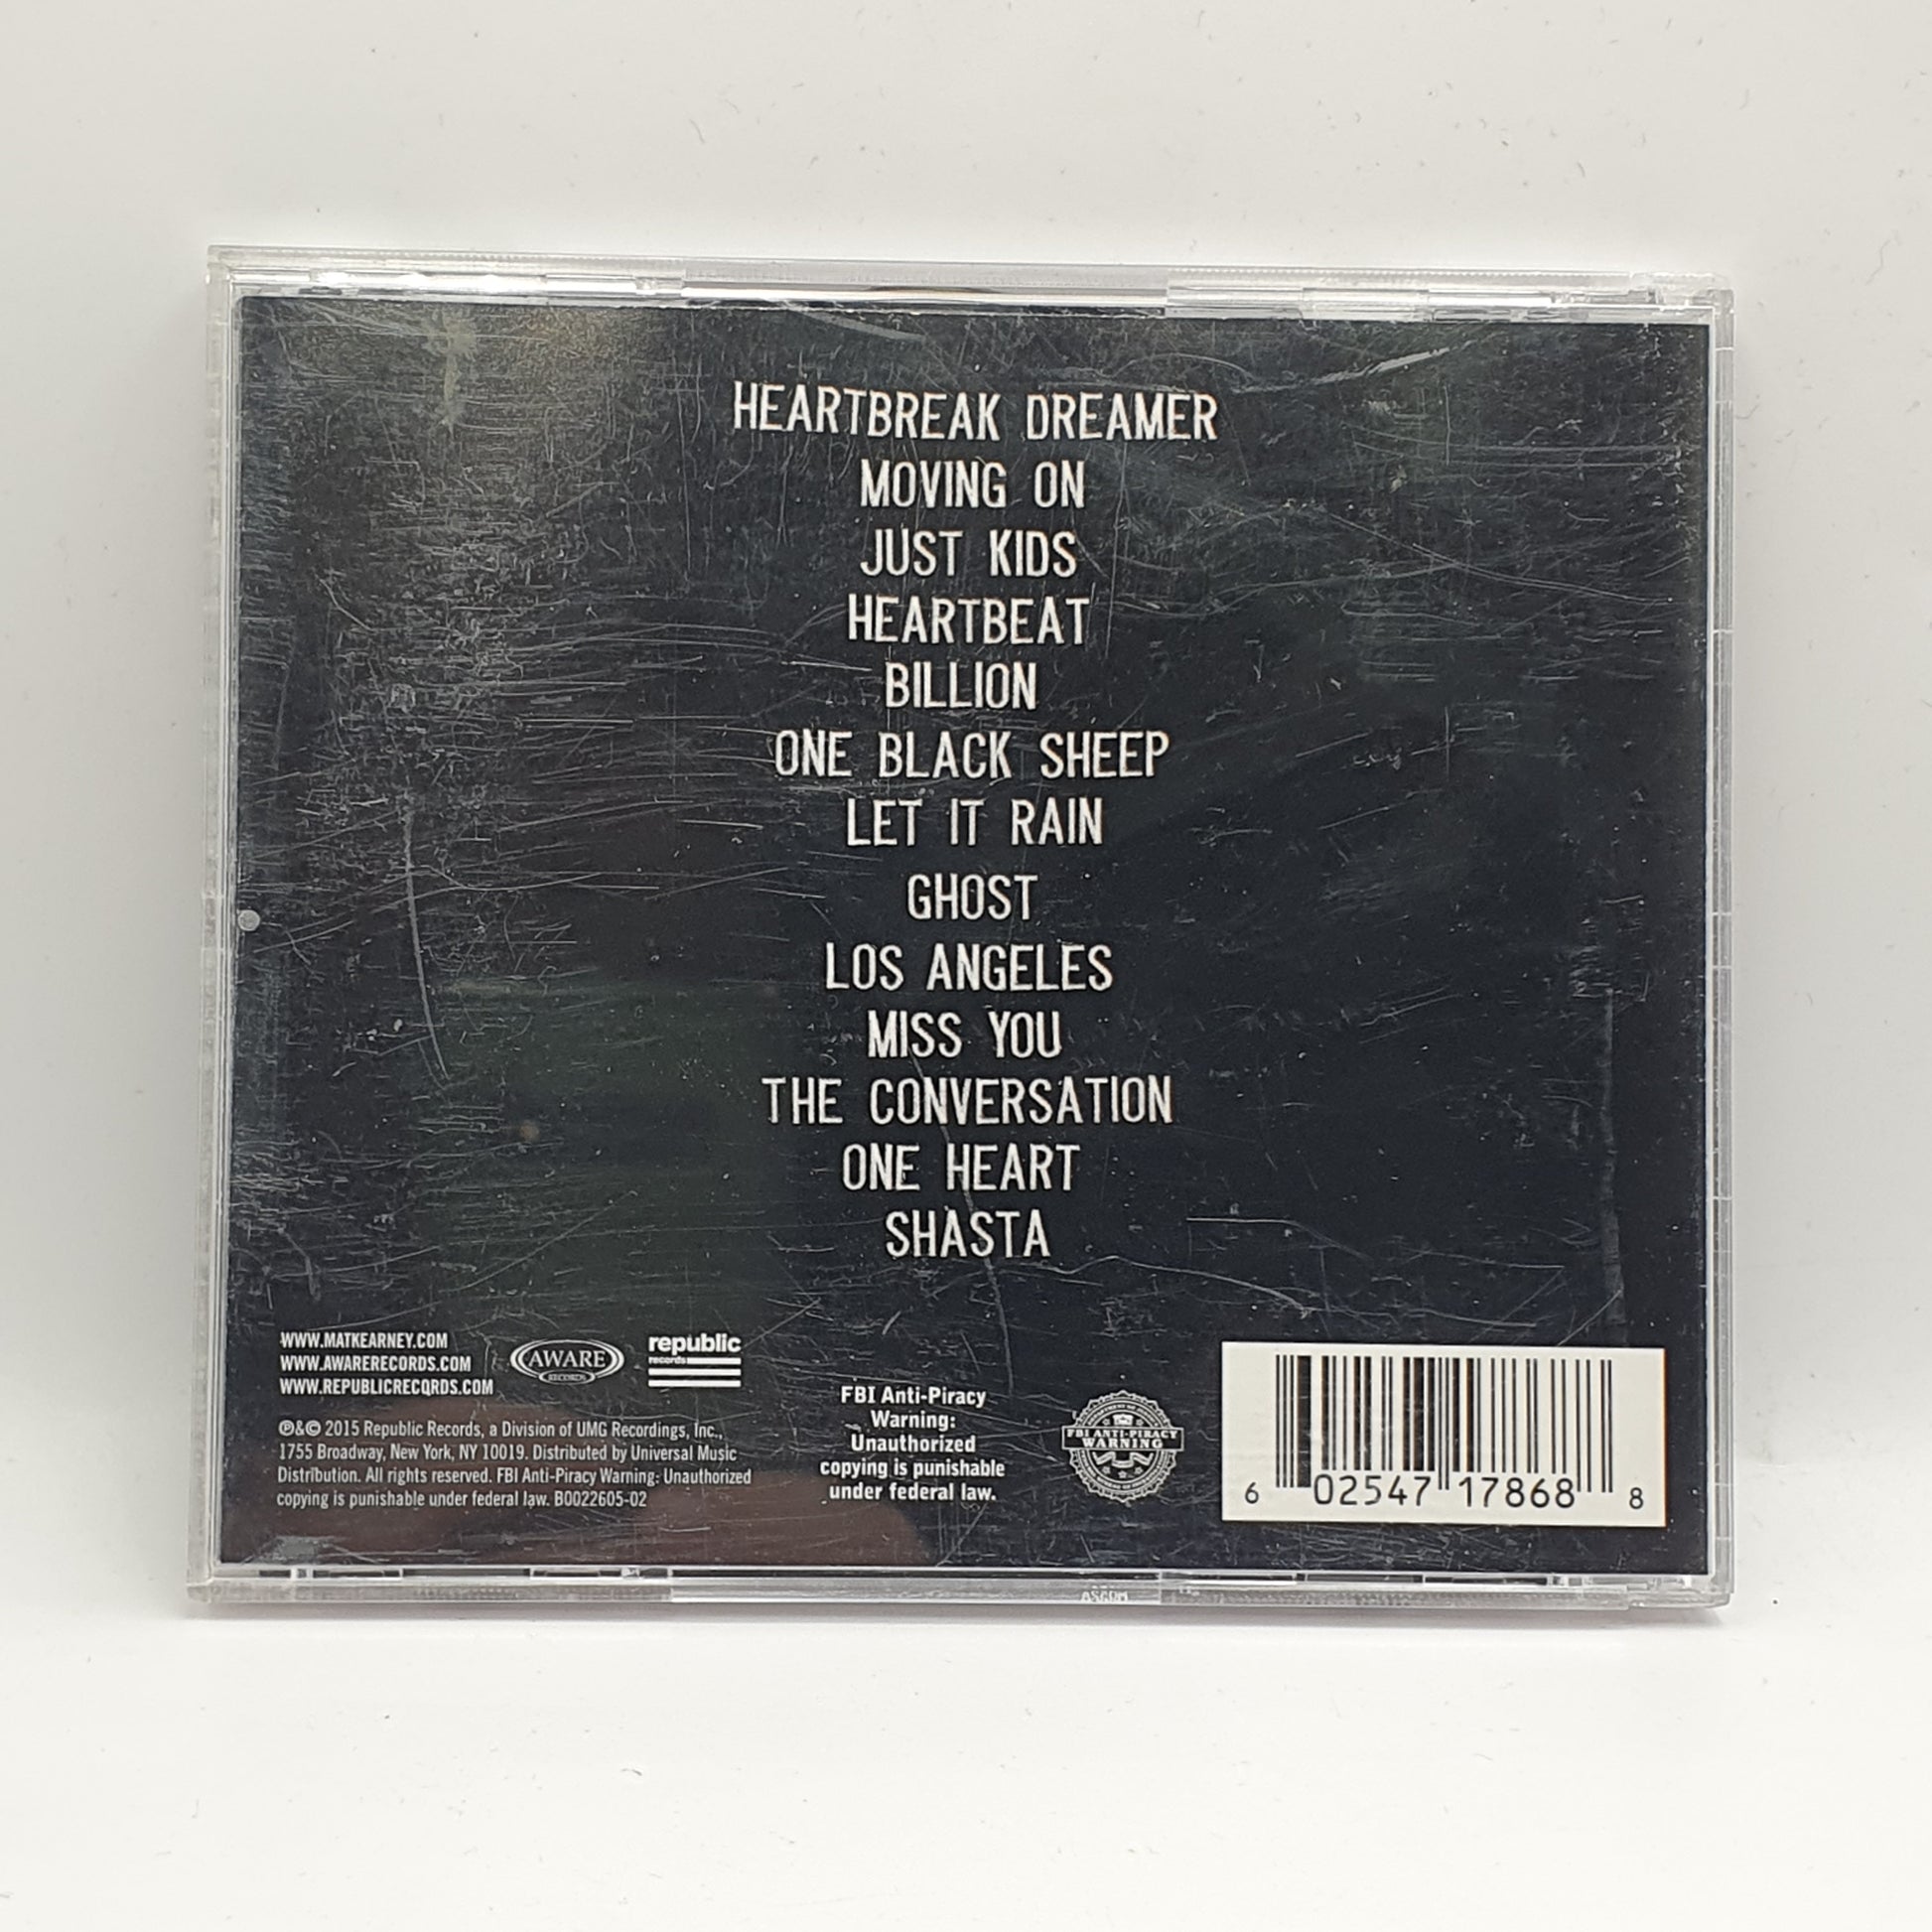 HEARTBREAK DREAMER
MOVING ON
JUST KIDS
HEARTBEAT
BILLION
ONE BLACK SHEEP
LET IT RAIN
GHOST
LOS ANGELES
MISS YOU
THE CONVERSATION
ONE HEART
SHASTA
WWW.MATKEARNEY.COM
WWW.AWARERECORDS.COM
WWW.REPUBLICRECORDS.COM
AWARE
RECORDS
republic
records
℗&© 2015 Republic Records, a Division of UMG Recordings, Inc.,
1755 Broadway, New York, NY 10019. Distributed by Universal Music
Distribution. All rights reserved. FBI Anti-Piracy Warning: Unauthorized
copying is punishable under federal law. B0022605-02
FBI Anti-Piracy
Warning:
Unauthorized
copying is punishable
under federal law.
FBI ANTI-PIRACY
WARNING
6 02547 17868 8